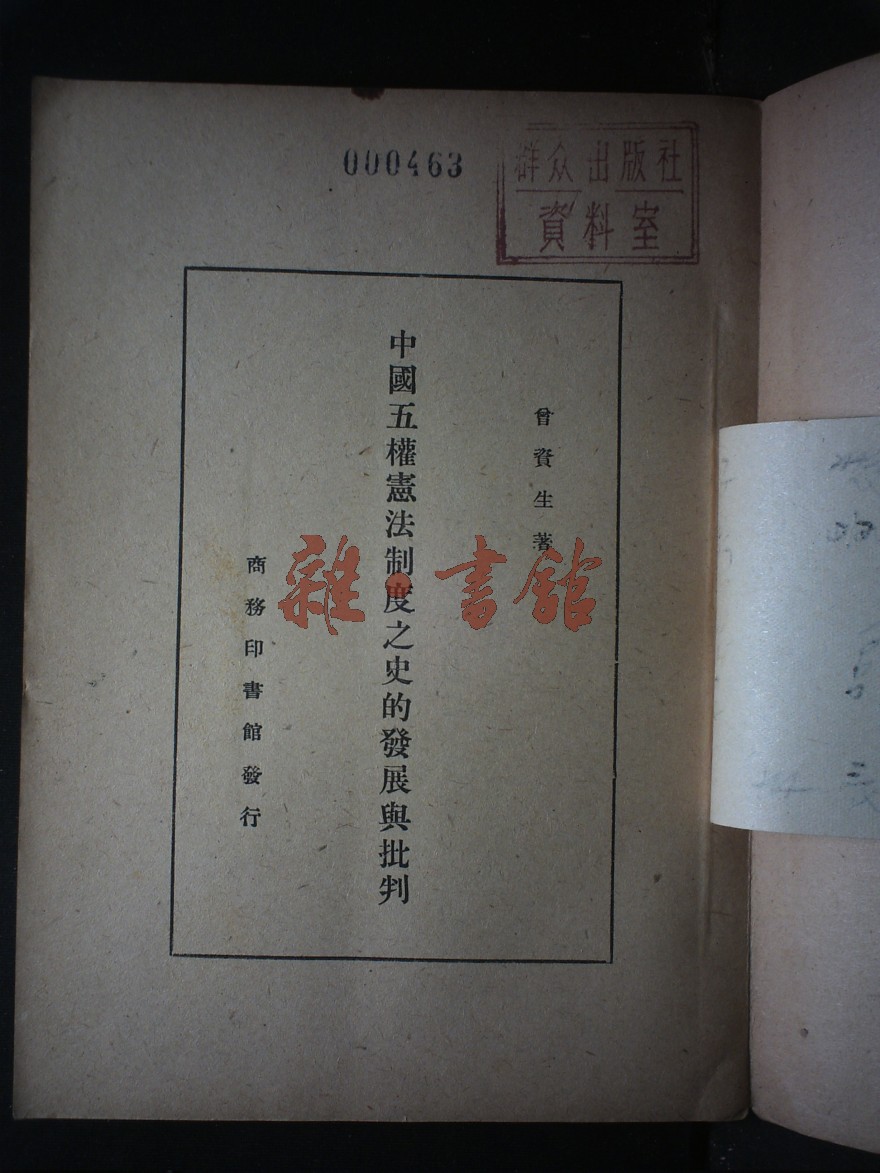 000463
群众出版社
資料室
曾資生著
中國五權憲法制度之史的發展與批判
商務印書館發行
雜·書館